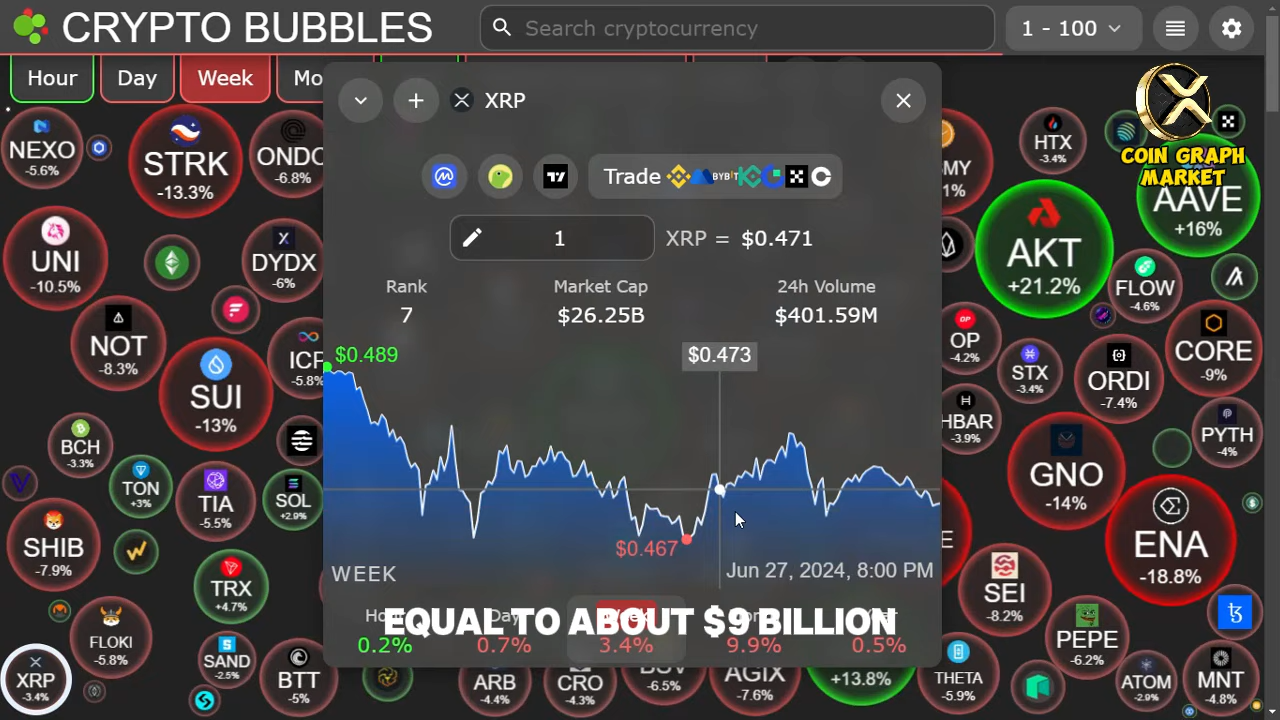 CRYPTO BUBBLES
Search cryptocurrency
1 - 100
Hour
Day
Week
XRP
COIN GRAPH
MARKET
Trade
BYBIT
1
XRP = $0.471
Rank
Market Cap
24h Volume
7
$26.25B
$401.59M
$0.489
$0.473
$0.467
WEEK
Jun 27, 2024, 8:00 PM
EQUAL TO ABOUT $9 BILLION
0.2%
0.7%
3.4%
9.9%
0.5%
NEXO
-5.6%
STRK
-13.3%
ONDO
-6.8%
UNI
-10.5%
DYDX
-6%
NOT
-8.3%
SUI
-13%
ICP
-5.8%
BCH
-3.3%
TON
+3%
TIA
-5.5%
SOL
+2.9%
SHIB
-7.9%
TRX
+4.7%
FLOKI
-5.8%
SAND
-2.5%
XRP
-3.4%
BTT
-5%
ARB
-4.4%
CRO
-4.3%
-6.5%
AGIX
-7.6%
+13.8%
HTX
-3.4%
AAVE
+16%
AKT
+21.2%
FLOW
-4.6%
OP
-4.2%
STX
-3.4%
ORDI
-7.4%
CORE
-9%
HBAR
-3.9%
PYTH
-4%
GNO
-14%
ENA
-18.8%
SEI
-8.2%
PEPE
-6.2%
THETA
-5.9%
ATOM
-2.9%
MNT
-4.8%